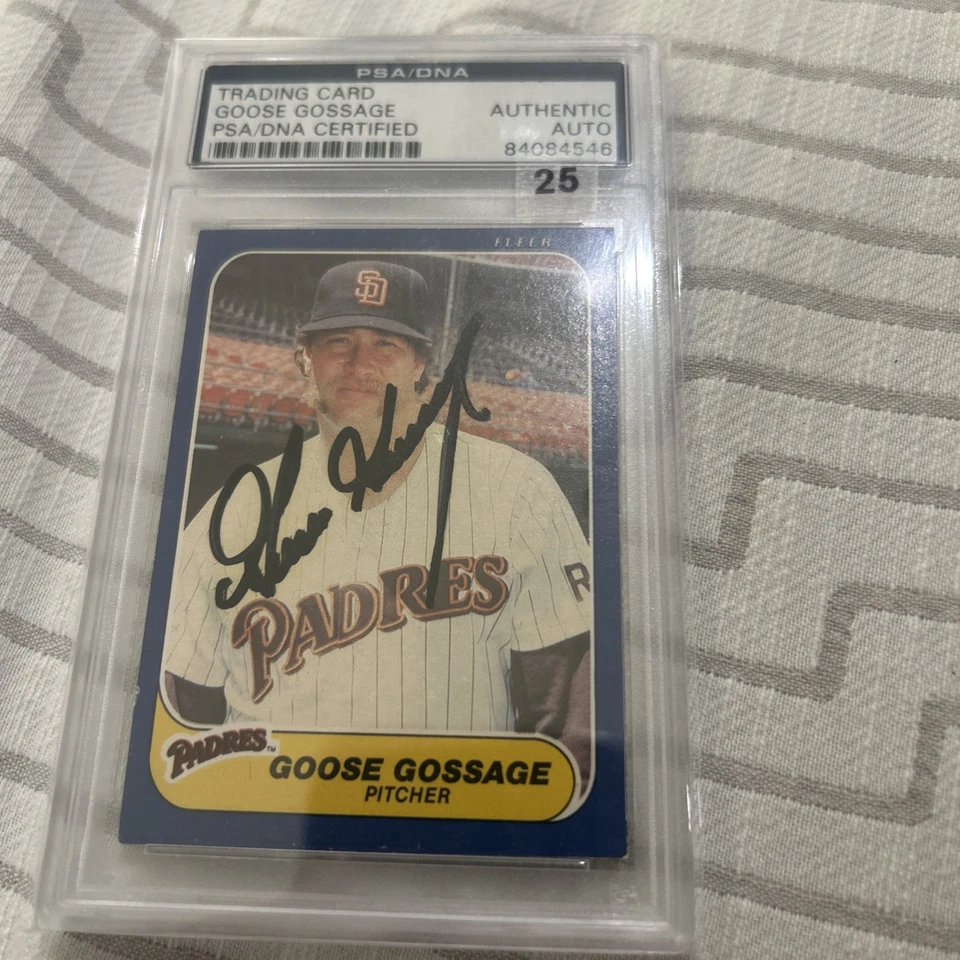 PSA/DNA
TRADING CARD
GOOSE GOSSAGE
PSA/DNA CERTIFIED
AUTHENTIC
AUTO
84084546
25
FLEER
SD
PADRES
R
PADRES™
GOOSE GOSSAGE
PITCHER